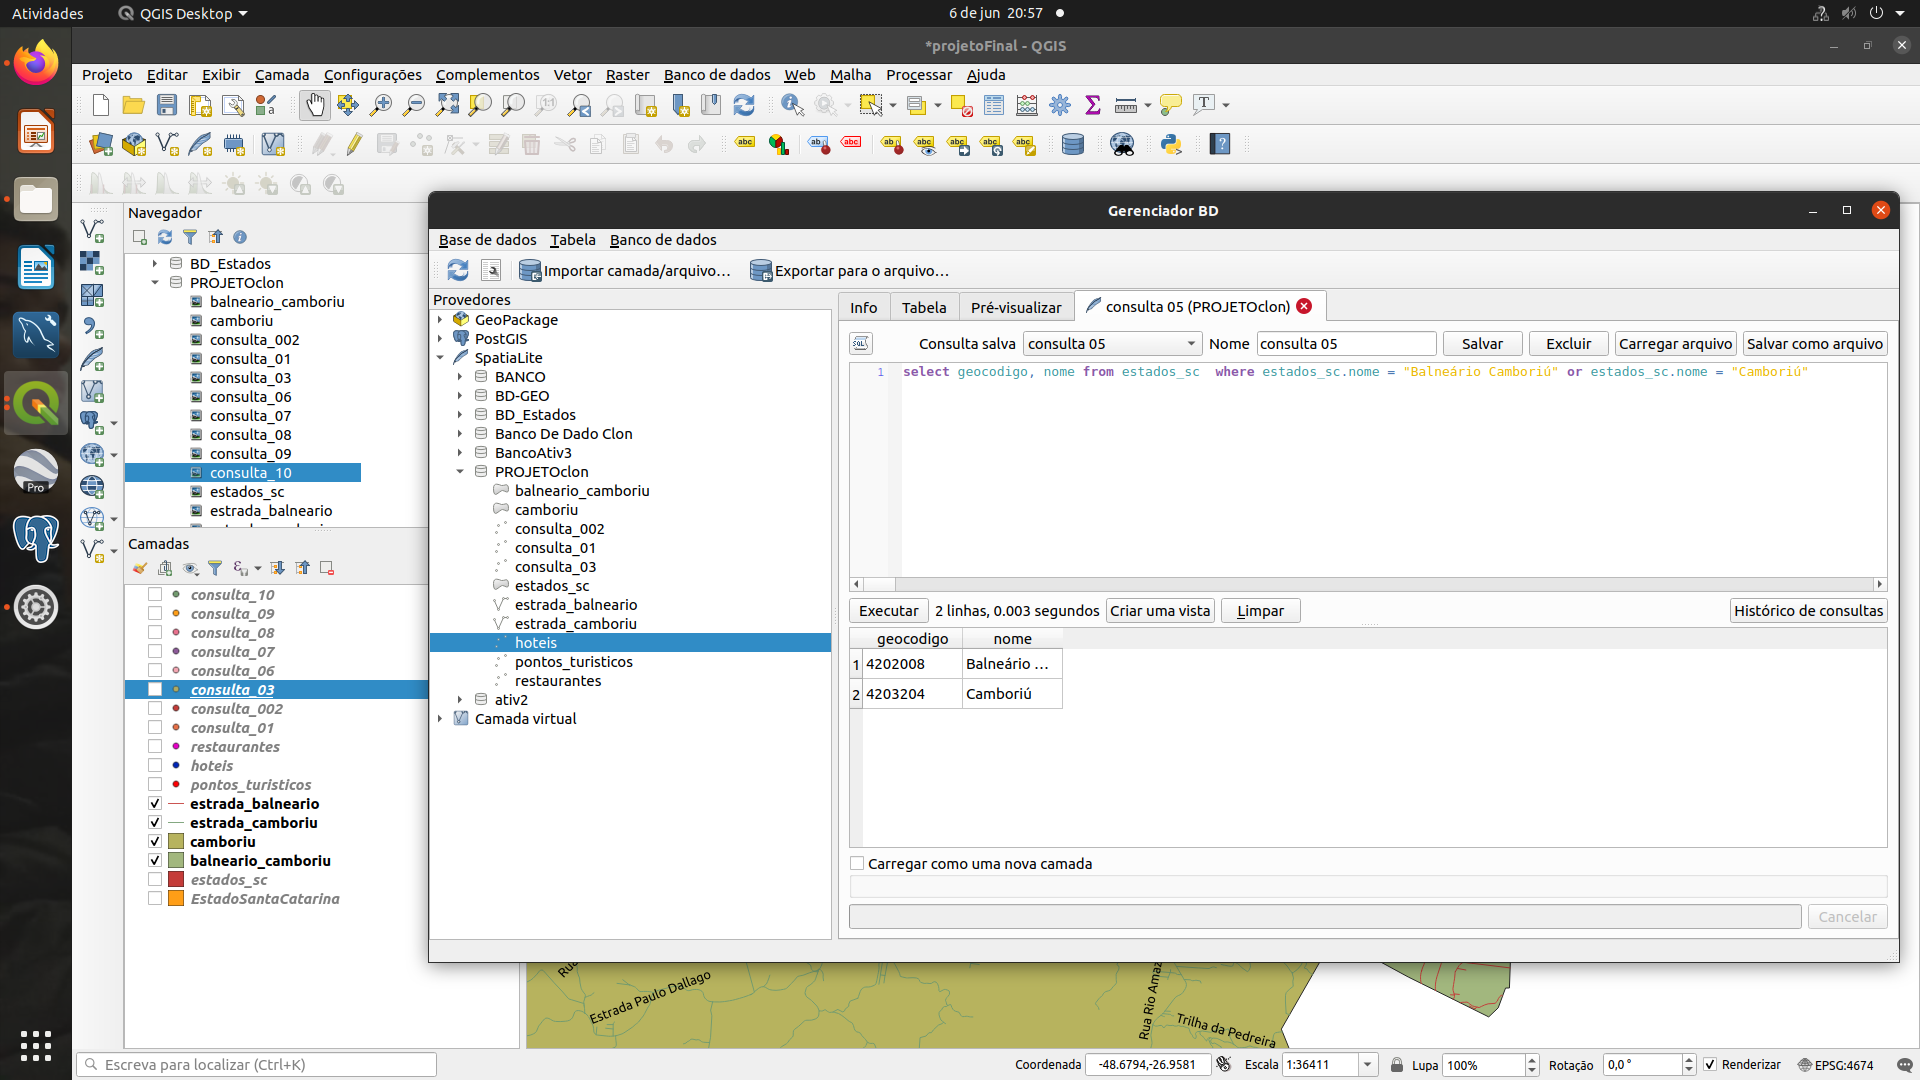 Atividades
QGIS Desktop
6 de jun 20:57
*projetoFinal - QGIS
Projeto Editar Exibir Camada Configurações Complementos Vetor Raster Banco de dados Web Malha Processar Ajuda
Navegador
BD_Estados
PROJETOclon
balneario_camboriu
camboriu
consulta_002
consulta_01
consulta_03
consulta_06
consulta_07
consulta_08
consulta_09
consulta_10
estados_sc
estrada_balneario
Camadas
consulta_10
consulta_09
consulta_08
consulta_07
consulta_06
consulta_03
consulta_002
consulta_01
restaurantes
hoteis
pontos_turisticos
estrada_balneario
estrada_camboriu
camboriu
balneario_camboriu
estados_sc
EstadoSantaCatarina
Gerenciador BD
Base de dados Tabela Banco de dados
Importar camada/arquivo...
Exportar para o arquivo...
Provedores
GeoPackage
PostGIS
SpatiaLite
BANCO
BD-GEO
BD_Estados
Banco De Dado Clon
BancoAtiv3
PROJETOclon
balneario_camboriu
camboriu
consulta_002
consulta_01
consulta_03
estados_sc
estrada_balneario
estrada_camboriu
hoteis
pontos_turisticos
restaurantes
ativ2
Camada virtual
Info Tabela Pré-visualizar consulta 05 (PROJETOclon)
Consulta salva consulta 05 Nome consulta 05 Salvar Excluir Carregar arquivo Salvar como arquivo
1 select geocodigo, nome from estados_sc  where estados_sc.nome = "Balneário Camboriú" or estados_sc.nome = "Camboriú"
Executar 2 linhas, 0.003 segundos Criar uma vista Limpar Histórico de consultas
geocodigo nome
1 4202008 Balneário ...
2 4203204 Camboriú
Carregar como uma nova camada
Cancelar
Estrada Paulo Dallago
Rua Rio Amaz
Trilha da Pedreira
Pro
Escreva para localizar (Ctrl+K)
Coordenada -48.6794,-26.9581 Escala 1:36411 Lupa 100% Rotação 0,0 ° Renderizar EPSG:4674